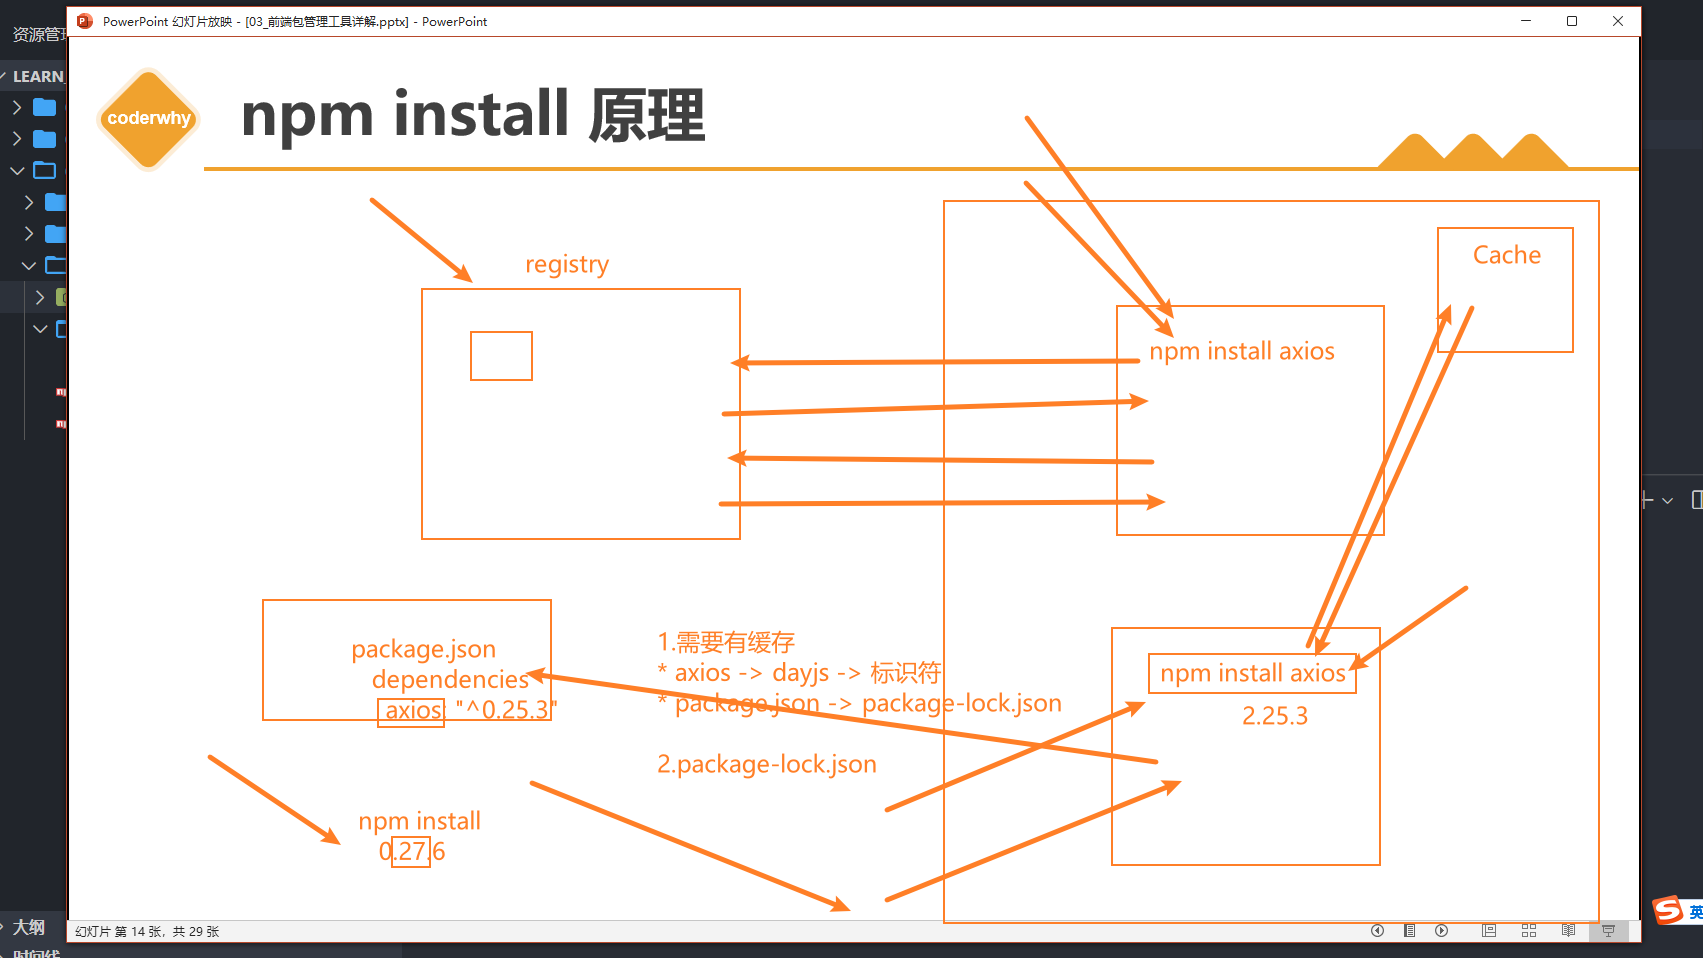 PowerPoint 幻灯片放映 - [03_前端包管理工具详解.pptx] - PowerPoint
资源管理
LEARN_
coderwhy
npm install 原理
registry
Cache
npm install axios
package.json
dependencies
axios: "^0.25.3"
1.需要有缓存
* axios -> dayjs -> 标识符
* package.json -> package-lock.json
2.package-lock.json
npm install axios
2.25.3
npm install
0.27.6
大纲
时间线
幻灯片 第 14 张，共 29 张
英